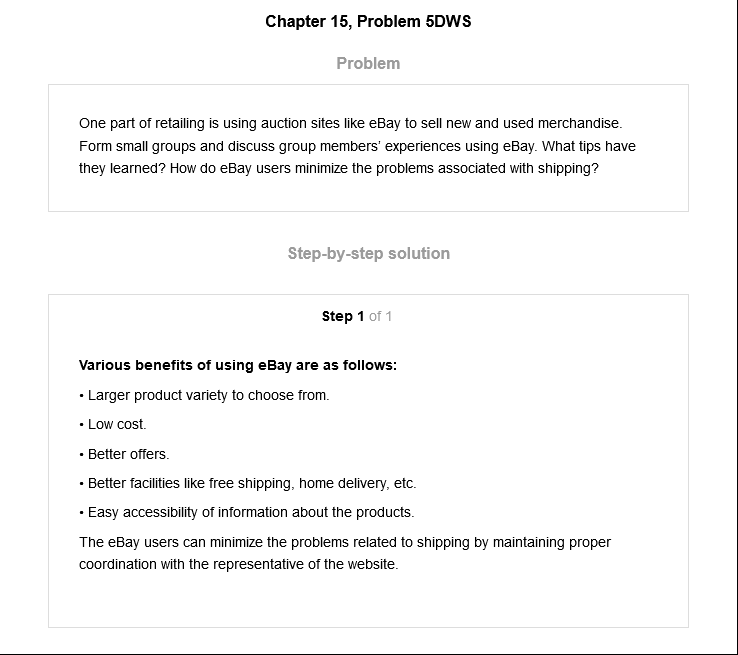 Chapter 15, Problem 5DWS
Problem
One part of retailing is using auction sites like eBay to sell new and used merchandise.
Form small groups and discuss group members' experiences using eBay. What tips have
they learned? How do eBay users minimize the problems associated with shipping?
Step-by-step solution
Step 1 of 1
Various benefits of using eBay are as follows:
• Larger product variety to choose from.
• Low cost.
• Better offers.
• Better facilities like free shipping, home delivery, etc.
• Easy accessibility of information about the products.
The eBay users can minimize the problems related to shipping by maintaining proper
coordination with the representative of the website.